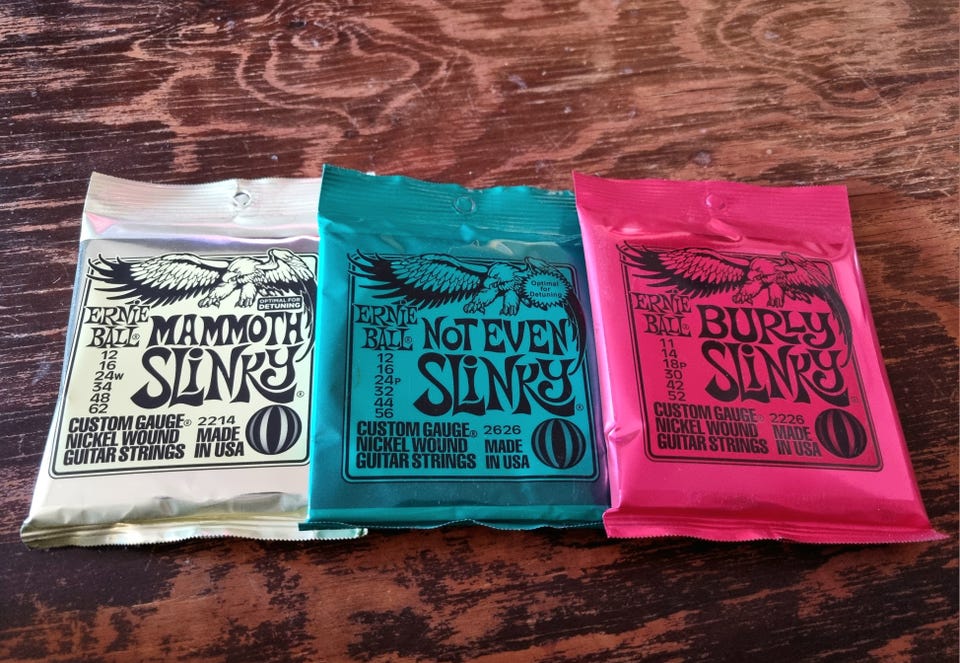 OPTIMAL FOR
DETUNING
ERNIE
BALL®
MAMMOTH
SLINKY®
12
16
24W
34
48
62
CUSTOM GAUGE®
NICKEL WOUND
GUITAR STRINGS
2214
MADE
IN USA
Optimal
for
Detuning
ERNIE
BALL®
NOT EVEN
SLINKY®
12
16
24P
32
44
56
CUSTOM GAUGE®
NICKEL WOUND
GUITAR STRINGS
2626
MADE
IN USA
ERNIE
BALL®
BURLY
SLINKY®
11
14
18P
30
42
52
CUSTOM GAUGE®
NICKEL WOUND
GUITAR STRINGS
2226
MADE
IN USA